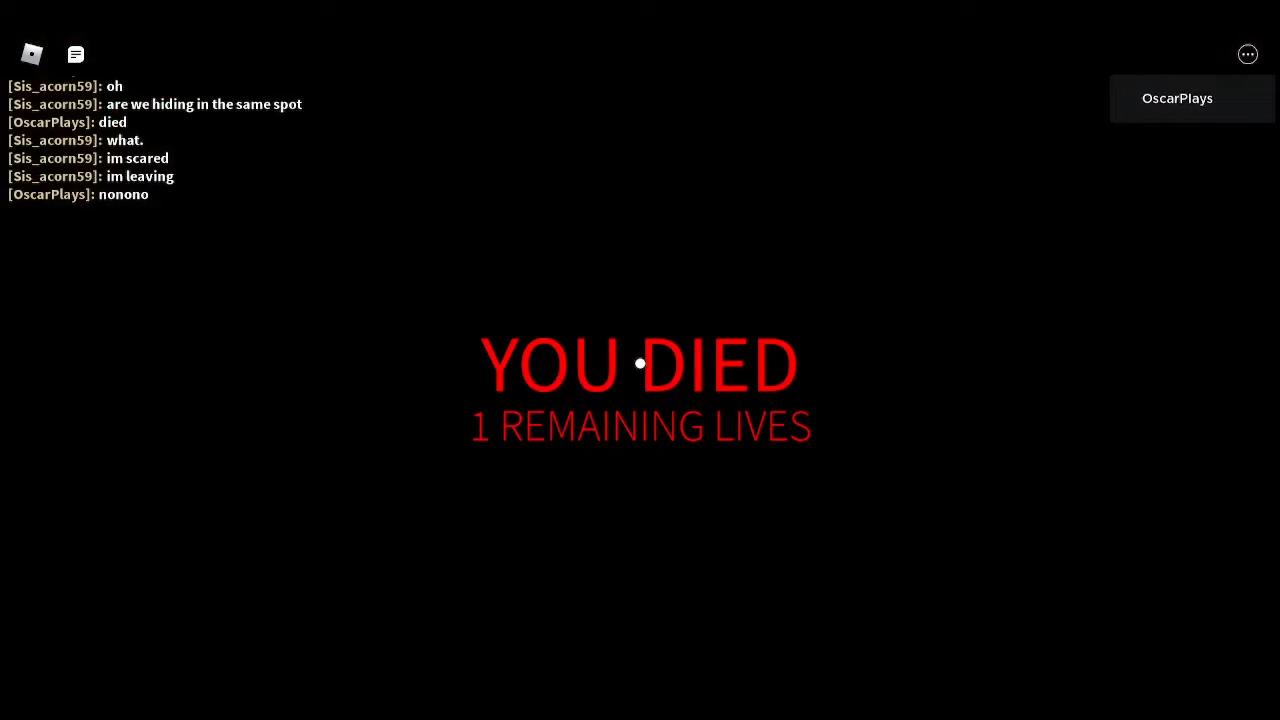 [Sis_acorn59]: oh
[Sis_acorn59]: are we hiding in the same spot
[OscarPlays]: died
[Sis_acorn59]: what.
[Sis_acorn59]: im scared
[Sis_acorn59]: im leaving
[OscarPlays]: nonono
OscarPlays
YOU DIED
1 REMAINING LIVES